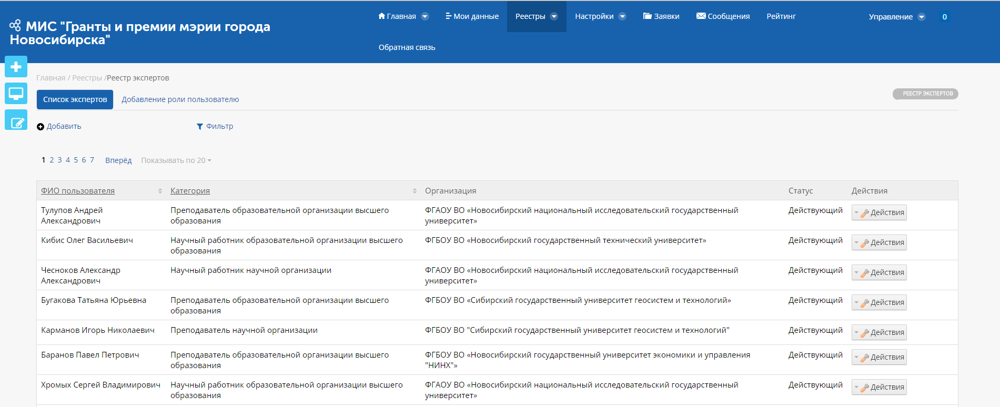 МИС "Гранты и премии мэрии города
Новосибирска"
Главная
Мои данные
Реестры
Настройки
Заявки
Сообщения
Рейтинг
Управление
0
Обратная связь
Главная / Реестры /Реестр экспертов
Список экспертов
Добавление роли пользователю
РЕЕСТР ЭКСПЕРТОВ
Добавить
Фильтр
1 2 3 4 5 6 7 Вперёд Показывать по 20
ФИО пользователя
Категория
Организация
Статус
Действия
Тулупов Андрей
Александрович
Преподаватель образовательной организации высшего
образования
ФГАОУ ВО «Новосибирский национальный исследовательский государственный
университет»
Действующий
Действия
Кибис Олег Васильевич
Научный работник образовательной организации высшего
образования
ФГБОУ ВО «Новосибирский государственный технический университет»
Действующий
Действия
Чесноков Александр
Александрович
Научный работник научной организации
ФГАОУ ВО «Новосибирский национальный исследовательский государственный
университет»
Действующий
Действия
Бугакова Татьяна Юрьевна
Преподаватель образовательной организации высшего
образования
ФГБОУ ВО «Сибирский государственный университет геосистем и технологий»
Действующий
Действия
Карманов Игорь Николаевич
Преподаватель научной организации
ФГБОУ ВО "Сибирский государственный университет геосистем и технологий"
Действующий
Действия
Баранов Павел Петрович
Преподаватель образовательной организации высшего
образования
ФГБОУ ВО «Новосибирский государственный университет экономики и управления
"НИНХ"»
Действующий
Действия
Хромых Сергей Владимирович
Научный работник образовательной организации высшего
образования
ФГАОУ ВО «Новосибирский национальный исследовательский государственный
университет»
Действующий
Действия